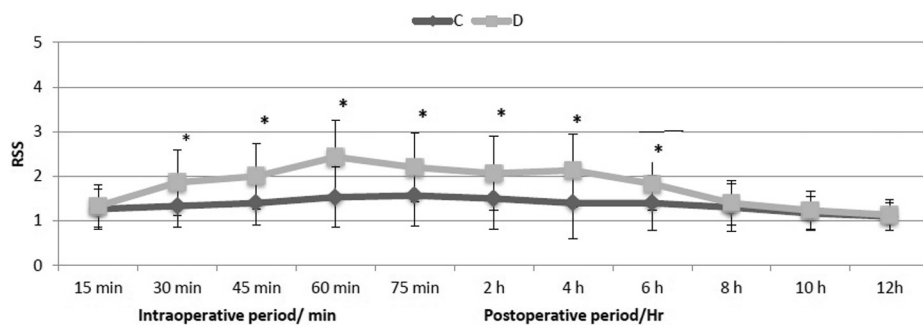 C D
5
4
3
2
1
0
RSS
* * * * * * * *
15 min 30 min 45 min 60 min 75 min 2 h 4 h 6 h 8 h 10 h 12h
Intraoperative period/ min Postoperative period/Hr